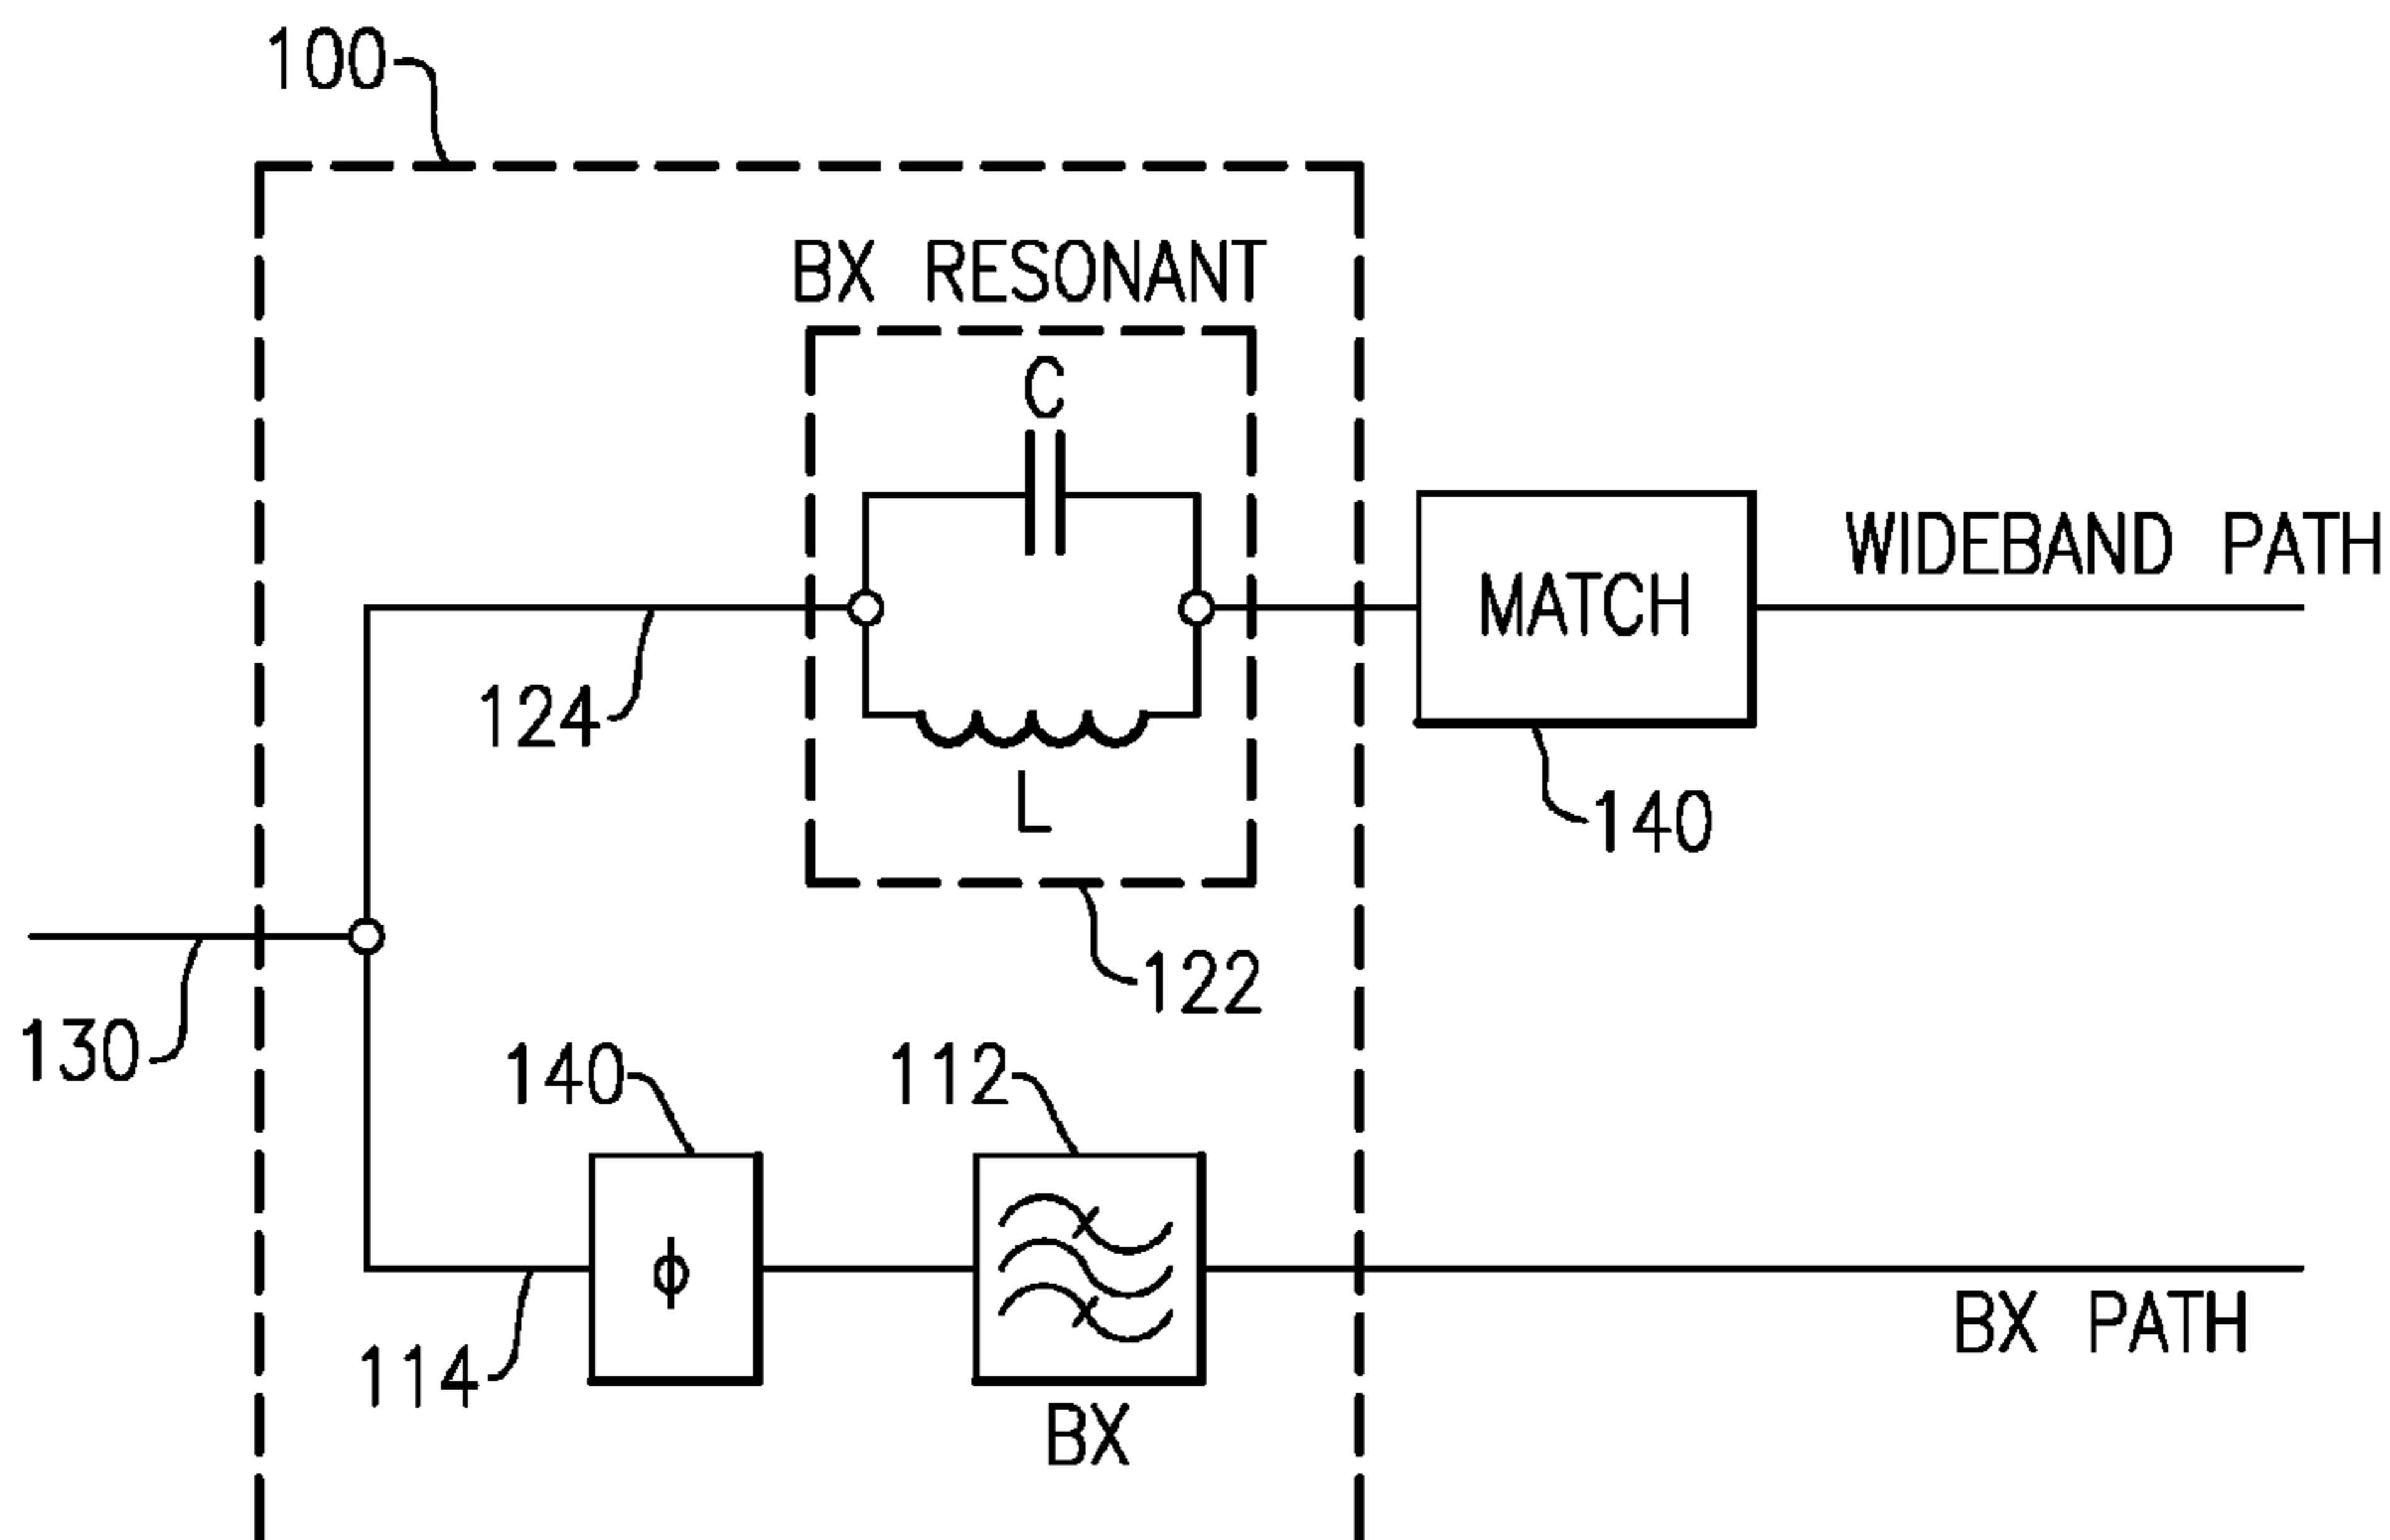 100
BX RESONANT
C
WIDEBAND PATH
MATCH
124
L
140
122
130
140
112
ϕ
114
BX PATH
BX